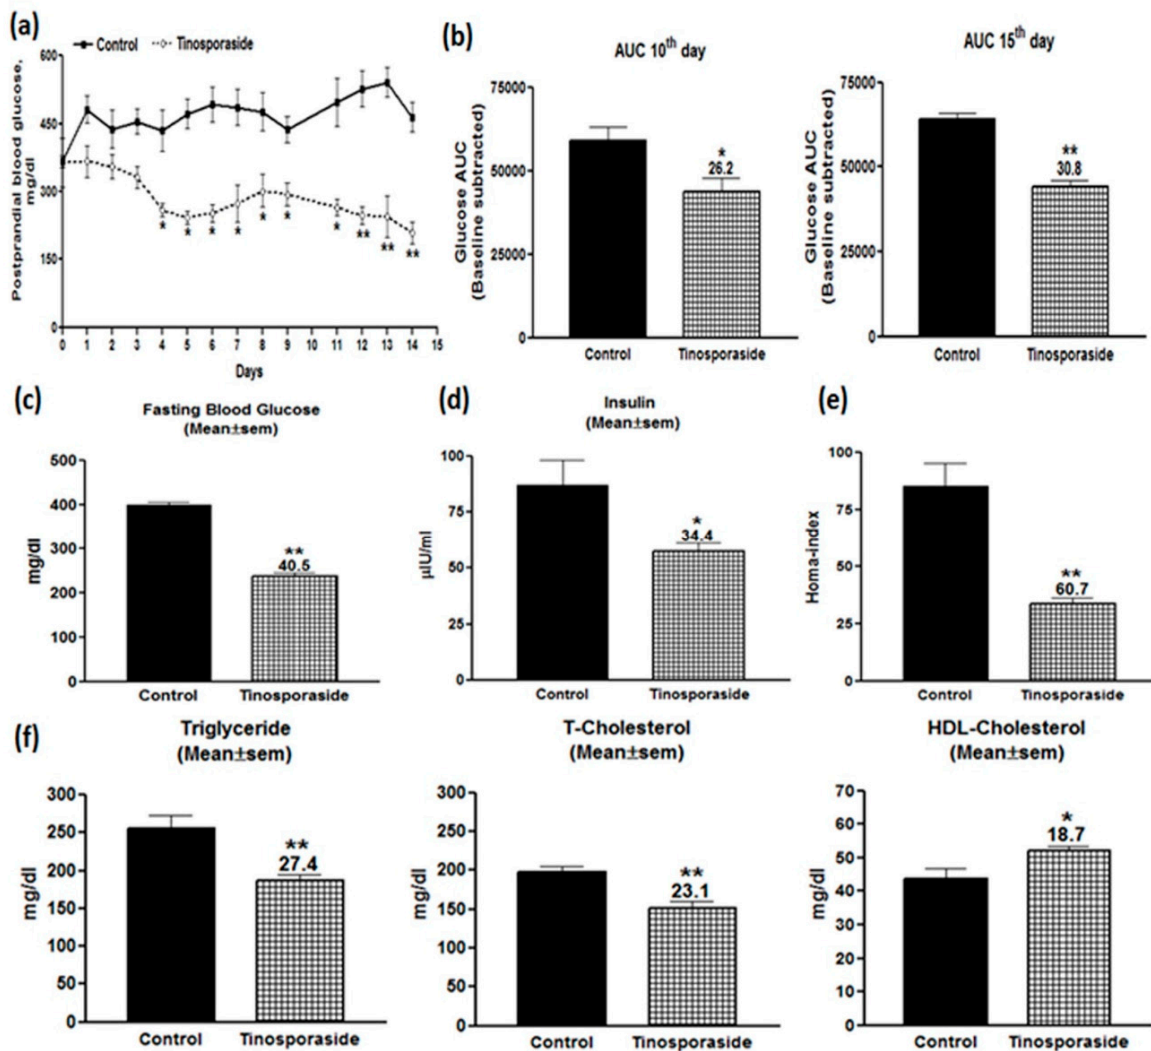 (a)
Control
Tinosporaside
Postprandial blood glucose,
mg/dl
600
450
300
150
0
* * * * * * * ** ** **
0 1 2 3 4 5 6 7 8 9 10 11 12 13 14 15
Days
(b)
AUC 10th day
Glucose AUC
(Baseline subtracted)
75000
50000
25000
0
*
26.2
Control Tinosporaside
AUC 15th day
Glucose AUC
(Baseline subtracted)
75000
50000
25000
0
**
30.8
Control Tinosporaside
(c)
Fasting Blood Glucose
(Mean±sem)
mg/dl
500
400
300
200
100
0
**
40.5
Control Tinosporaside
(d)
Insulin
(Mean±sem)
µIU/ml
100
75
50
25
0
*
34.4
Control Tinosporaside
(e)
Homa-index
100
75
50
25
0
**
60.7
Control Tinosporaside
(f)
Triglyceride
(Mean±sem)
mg/dl
300
250
200
150
100
50
0
**
27.4
Control Tinosporaside
T-Cholesterol
(Mean±sem)
mg/dl
300
250
200
150
100
50
0
**
23.1
Control Tinosporaside
HDL-Cholesterol
(Mean±sem)
mg/dl
70
60
50
40
30
20
10
0
*
18.7
Control Tinosporaside